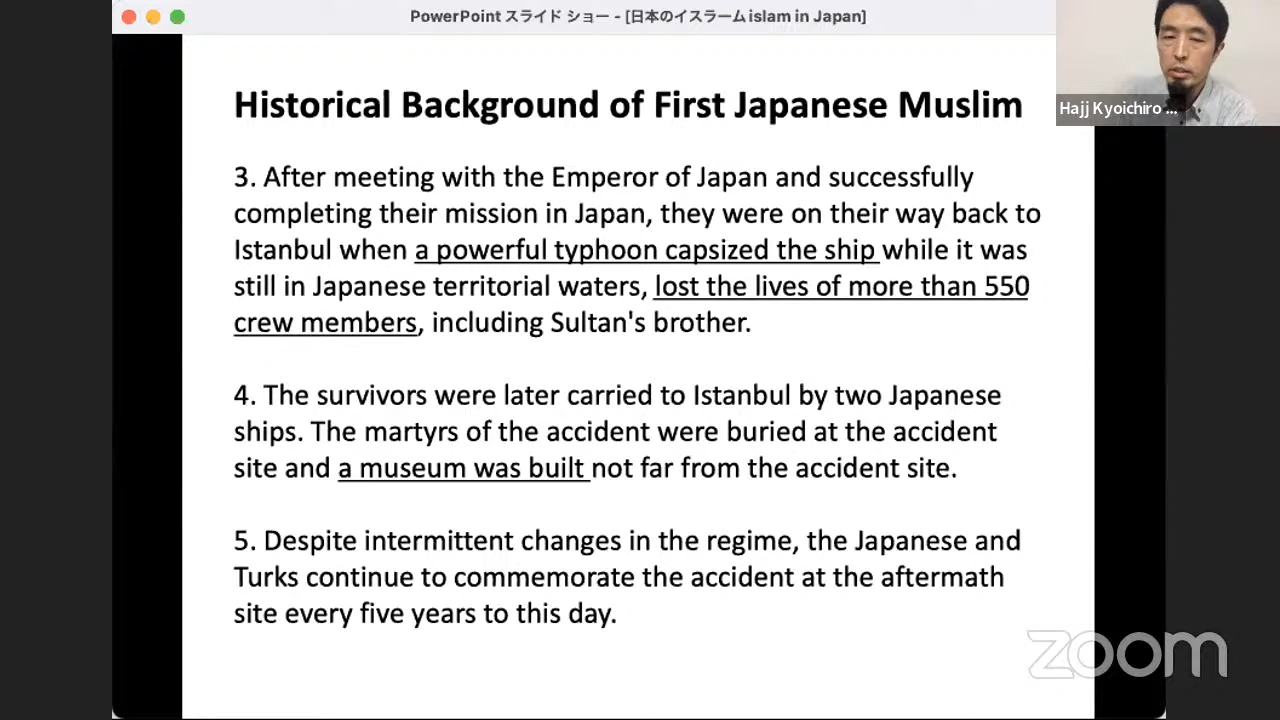 PowerPoint スライド ショー - [日本のイスラーム islam in Japan]
Hajj Kyoichiro ...
Historical Background of First Japanese Muslim
3. After meeting with the Emperor of Japan and successfully
completing their mission in Japan, they were on their way back to
Istanbul when a powerful typhoon capsized the ship while it was
still in Japanese territorial waters, lost the lives of more than 550
crew members, including Sultan's brother.
4. The survivors were later carried to Istanbul by two Japanese
ships. The martyrs of the accident were buried at the accident
site and a museum was built not far from the accident site.
5. Despite intermittent changes in the regime, the Japanese and
Turks continue to commemorate the accident at the aftermath
site every five years to this day.
zoom